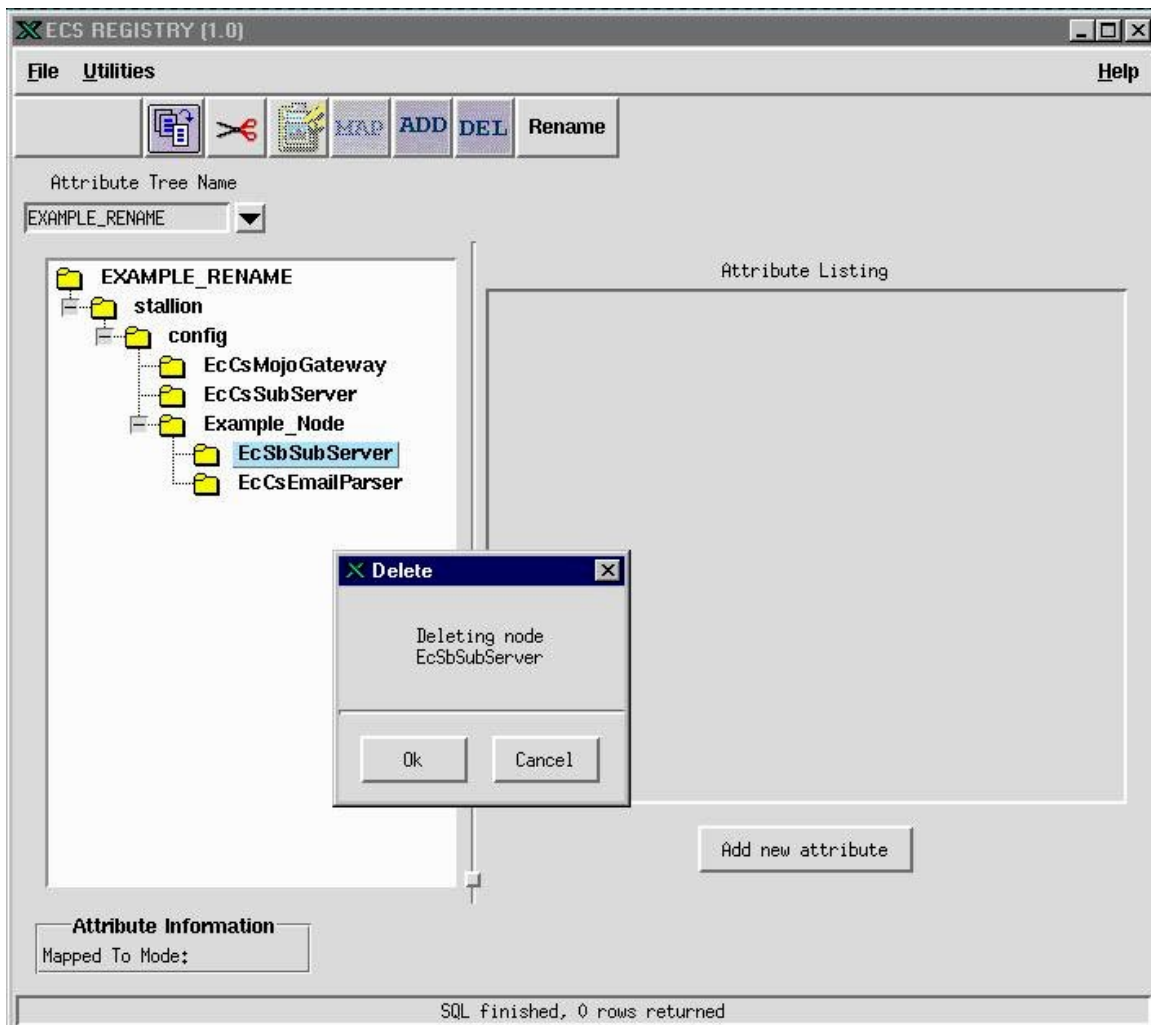 ECS REGISTRY (1.0)
File Utilities Help
MAP ADD DEL Rename
Attribute Tree Name
EXAMPLE_RENAME
EXAMPLE_RENAME
stallion
config
EcCsMojoGateway
EcCsSubServer
Example_Node
EcSbSubServer
EcCsEmailParser
Attribute Listing
Delete
Deleting node
EcSbSubServer
Ok Cancel
Add new attribute
Attribute Information
Mapped To Mode:
SQL finished, 0 rows returned